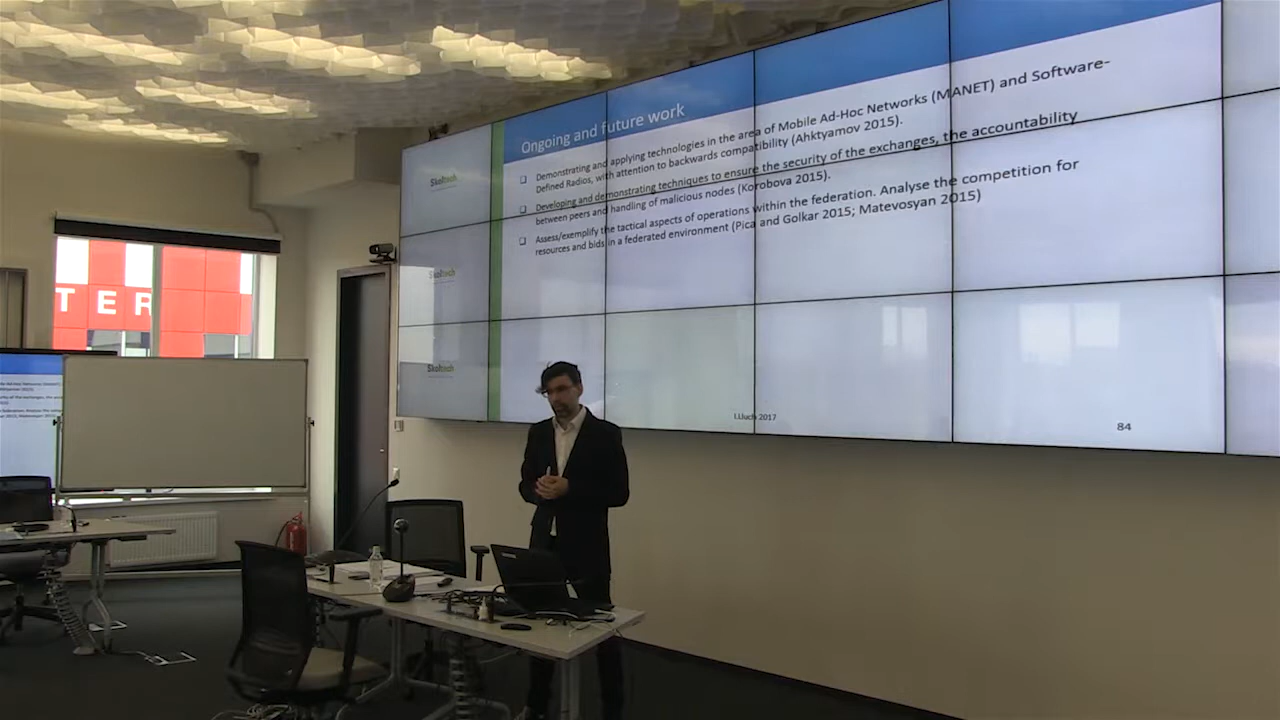 Ongoing and future work
Demonstrating and applying technologies in the area of Mobile Ad-Hoc Networks (MANET) and Software-
Defined Radios, with attention to backwards compatibility (Ahktyamov 2015).
Developing and demonstrating techniques to ensure the security of the exchanges, the accountability
between peers and handling of malicious nodes (Korobova 2015).
Assess/exemplify the tactical aspects of operations within the federation. Analyse the competition for
resources and bids in a federated environment (Pica and Golkar 2015; Matevosyan 2015)
Skoltech
Skoltech
Skoltech
I.Lluch 2017
84
TER